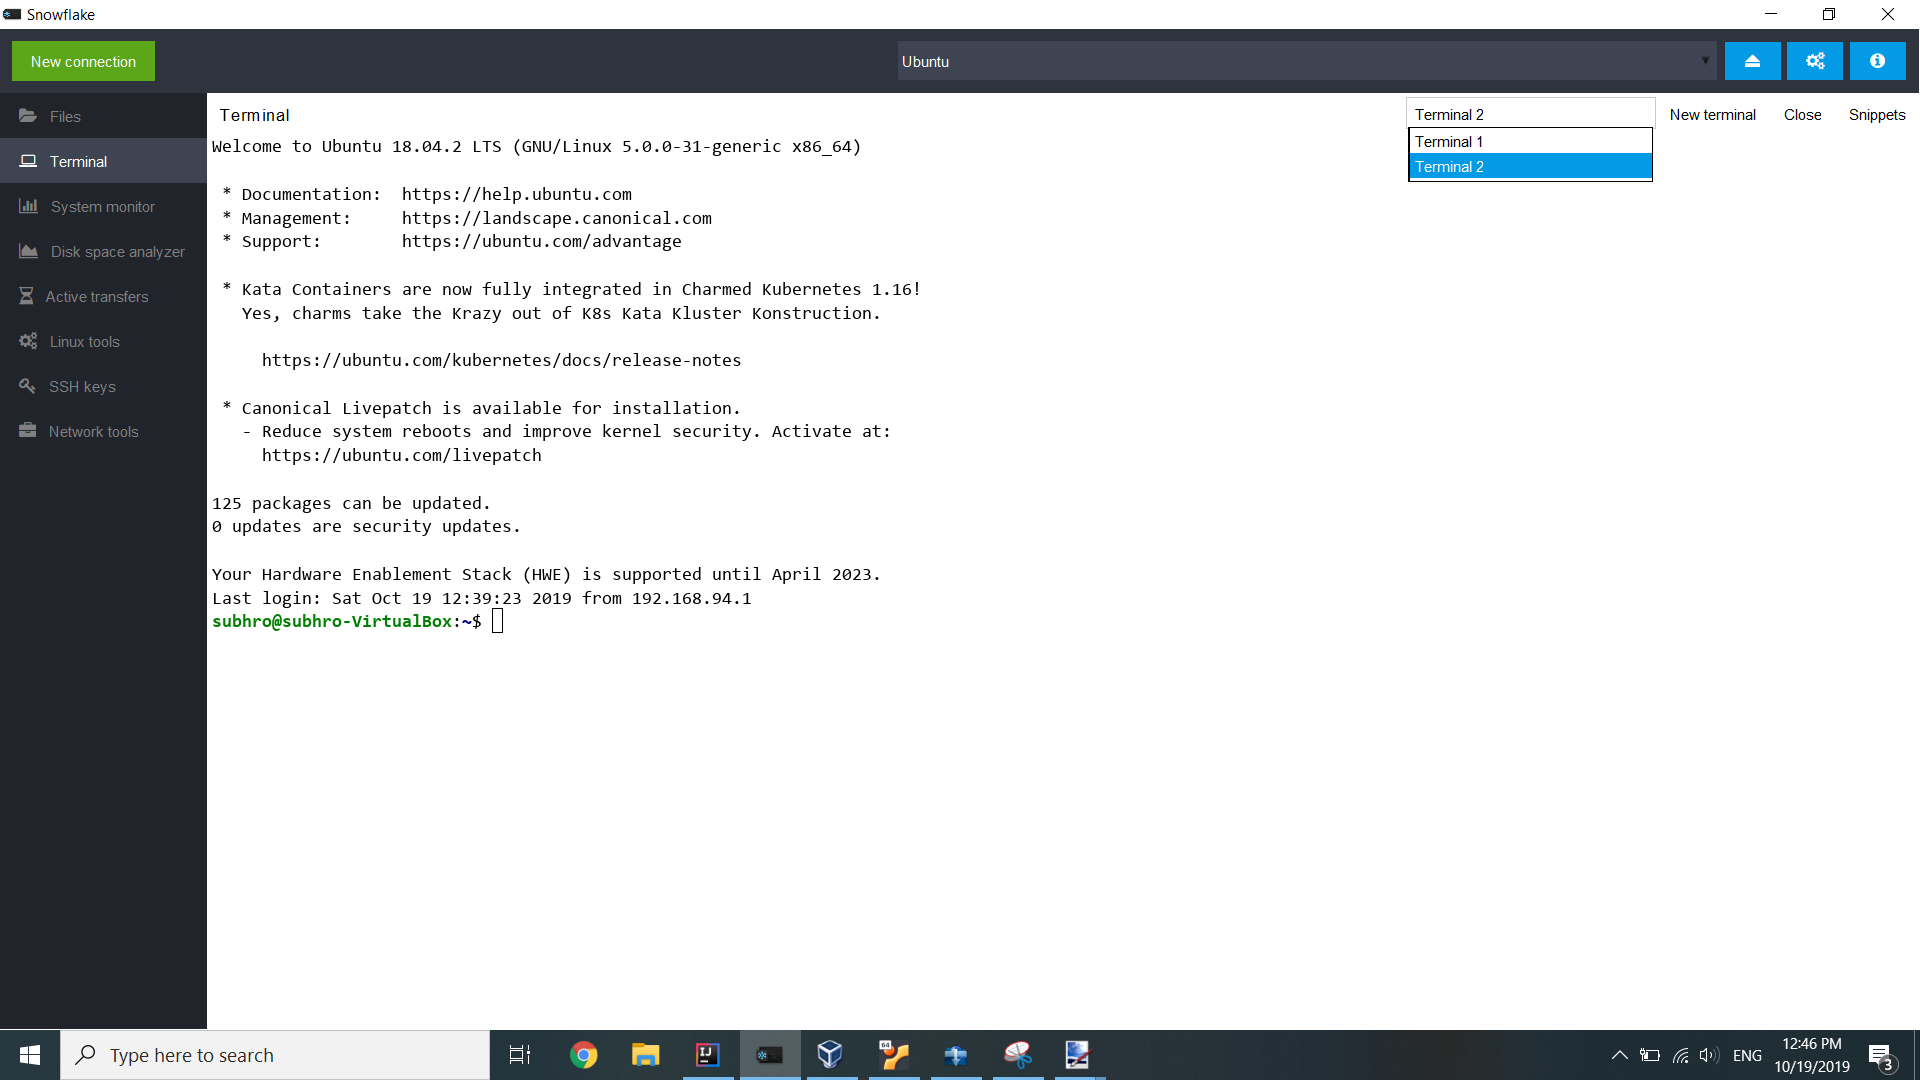 Snowflake
New connection
Ubuntu
Files
Terminal
System monitor
Disk space analyzer
Active transfers
Linux tools
SSH keys
Network tools
Terminal
Terminal 2
New terminal
Close
Snippets
Terminal 1
Terminal 2
Welcome to Ubuntu 18.04.2 LTS (GNU/Linux 5.0.0-31-generic x86_64)
* Documentation:  https://help.ubuntu.com
* Management:     https://landscape.canonical.com
* Support:        https://ubuntu.com/advantage
* Kata Containers are now fully integrated in Charmed Kubernetes 1.16!
Yes, charms take the Krazy out of K8s Kata Kluster Konstruction.
https://ubuntu.com/kubernetes/docs/release-notes
* Canonical Livepatch is available for installation.
- Reduce system reboots and improve kernel security. Activate at:
https://ubuntu.com/livepatch
125 packages can be updated.
0 updates are security updates.
Your Hardware Enablement Stack (HWE) is supported until April 2023.
Last login: Sat Oct 19 12:39:23 2019 from 192.168.94.1
subhro@subhro-VirtualBox:~$
Type here to search
IJ
64
ENG
12:46 PM
10/19/2019
3